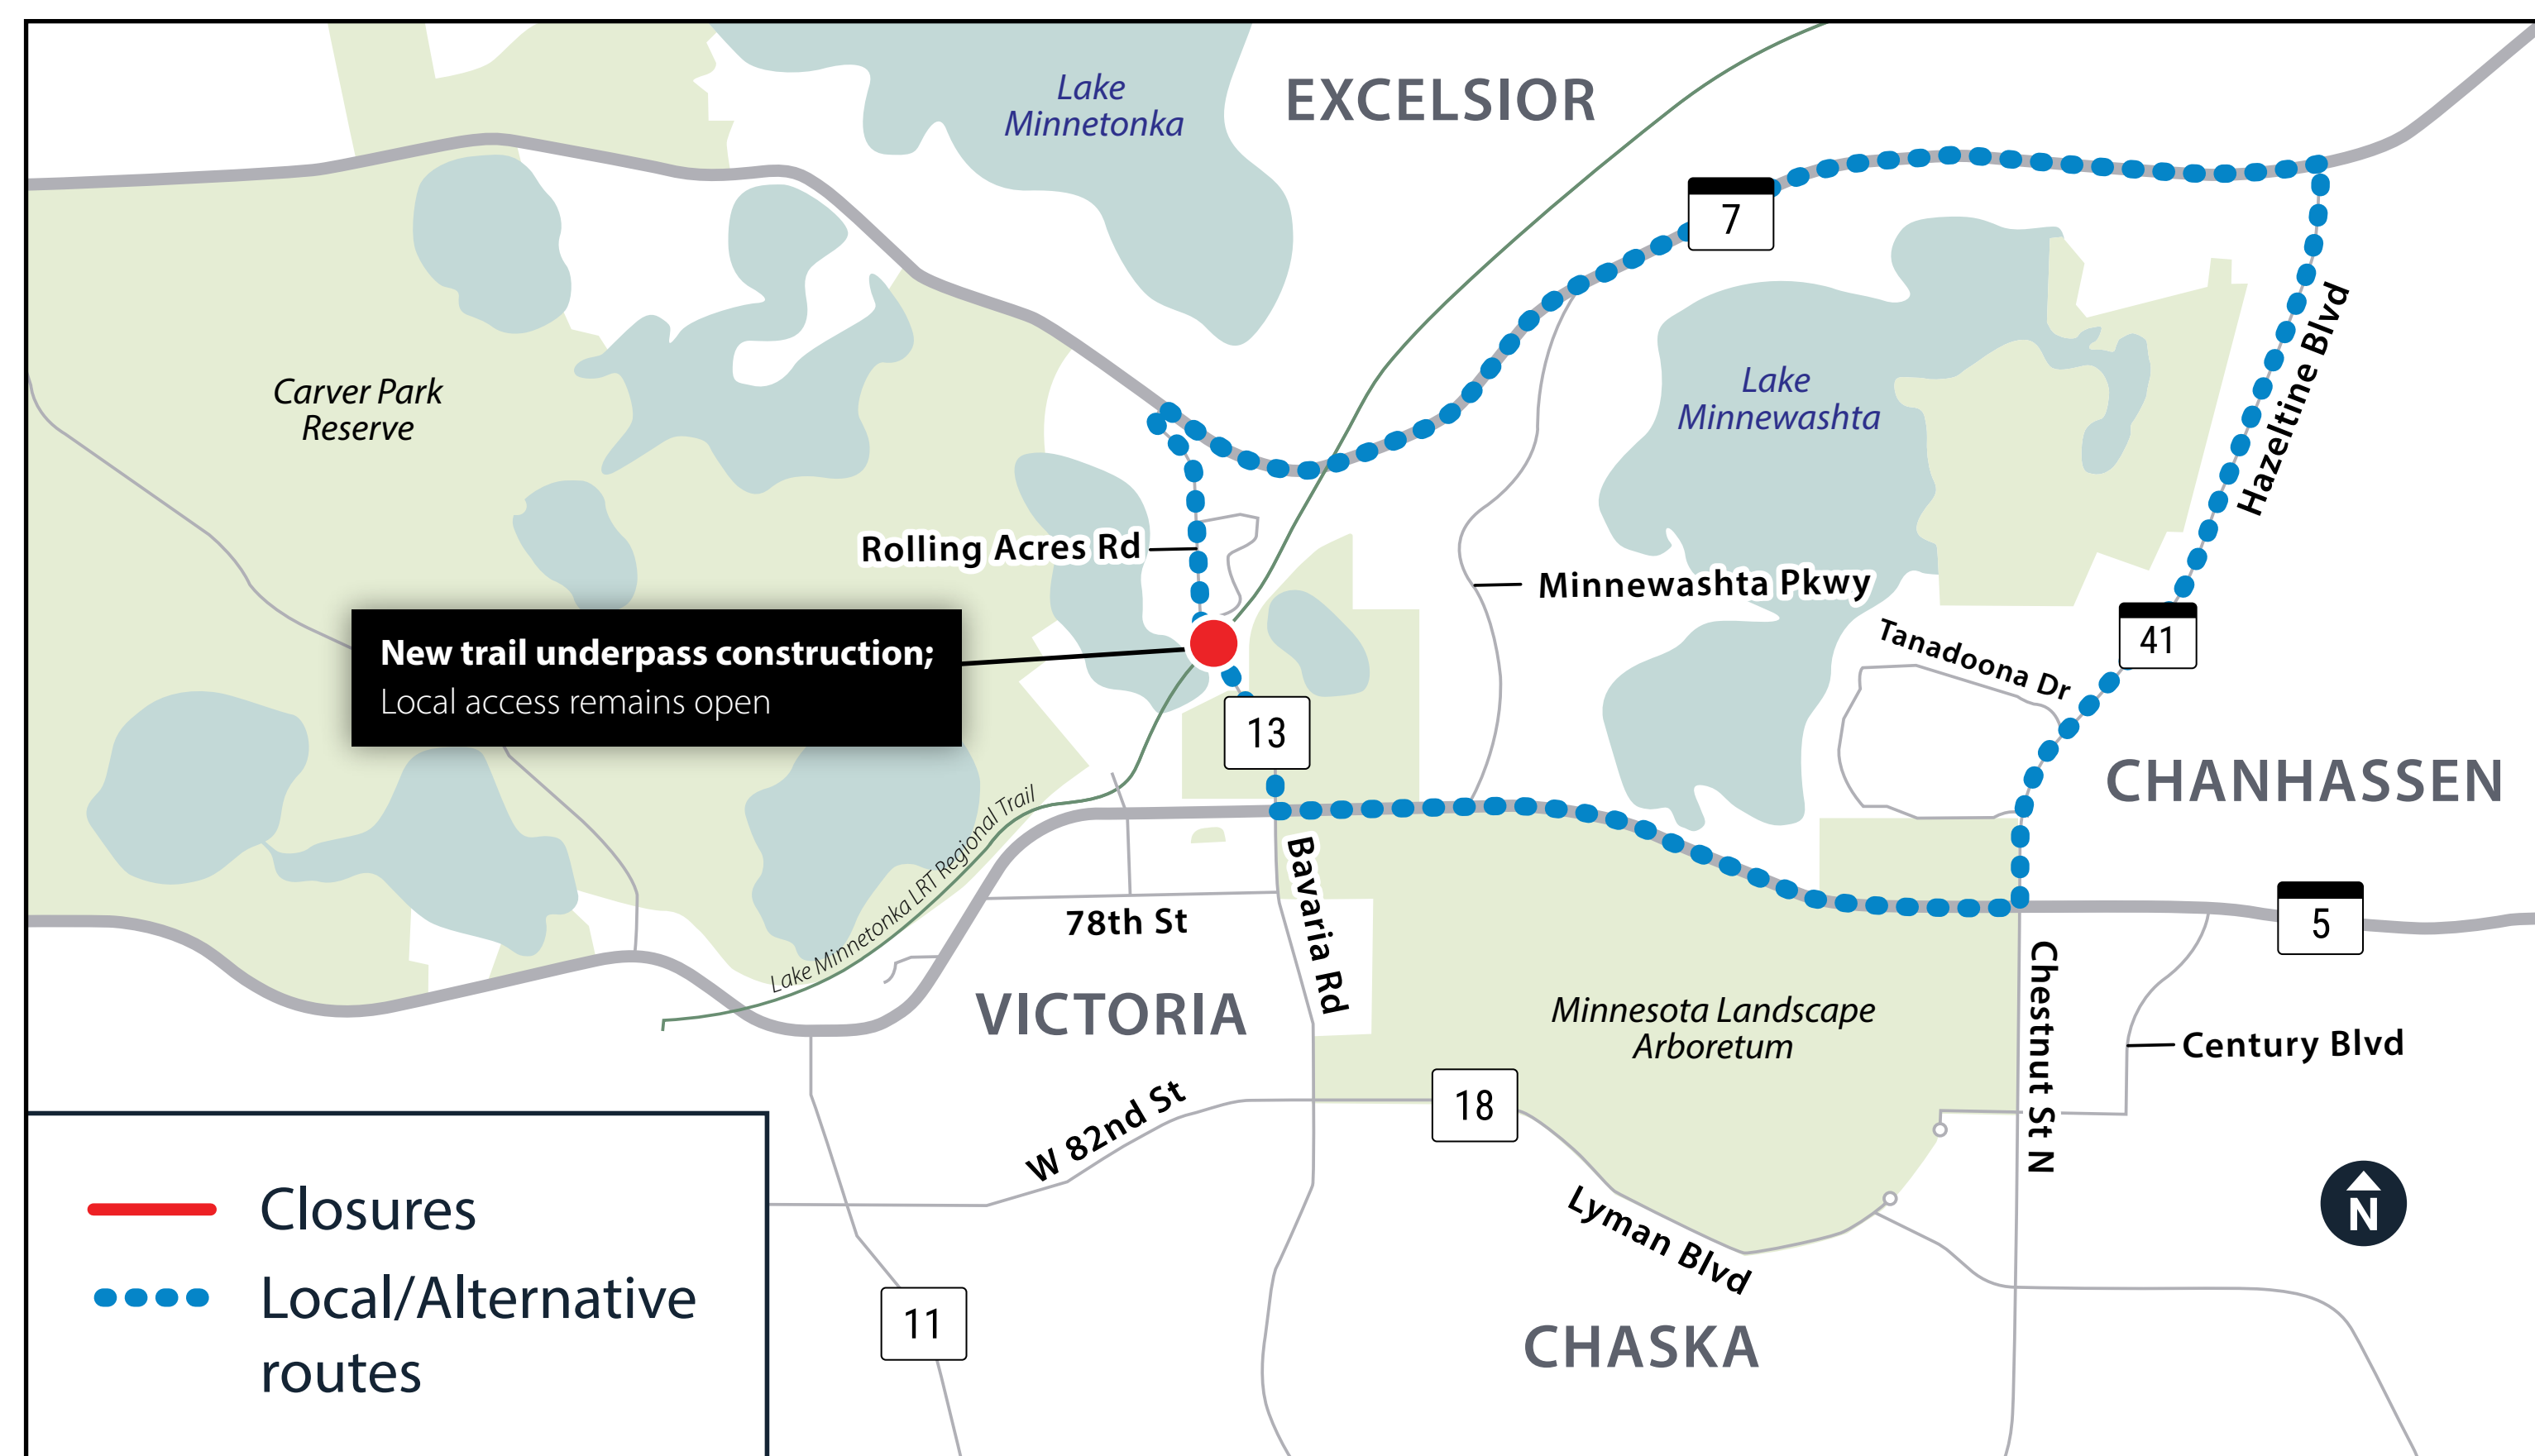 Lake
Minnetonka
EXCELSIOR
7
Carver Park
Reserve
Lake
Minnewashta
Hazeltine Blvd
Rolling Acres Rd
Minnewashta Pkwy
New trail underpass construction;
Local access remains open
Tanadoona Dr
41
13
CHANHASSEN
Lake Minnetonka LRT Regional Trail
Bavaria Rd
78th St
5
VICTORIA
Minnesota Landscape
Arboretum
Chestnut St N
Century Blvd
W 82nd St
18
Lyman Blvd
N
Closures
Local/Alternative
routes
11
CHASKA